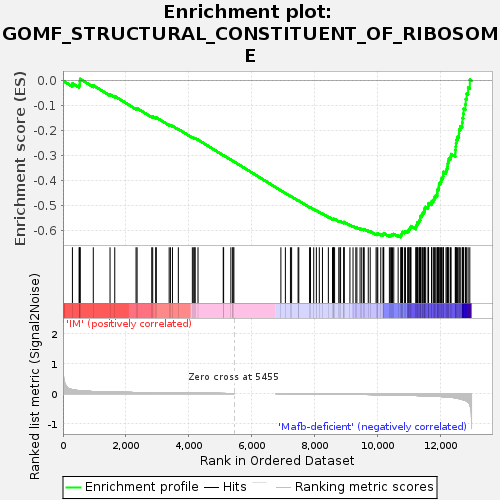 Enrichment plot:
GOMF_STRUCTURAL_CONSTITUENT_OF_RIBOSOM
E
Enrichment score (ES)
0.0
-0.1
-0.2
-0.3
-0.4
-0.5
-0.6
'IM' (positively correlated)
Ranked list metric (Signal2Noise)
2
1
0
-1
Zero cross at 5455
'Mafb-deficient' (negatively correlated)
0
2,000
4,000
6,000
8,000
10,000
12,000
Rank in Ordered Dataset
Enrichment profile
Hits
Ranking metric scores